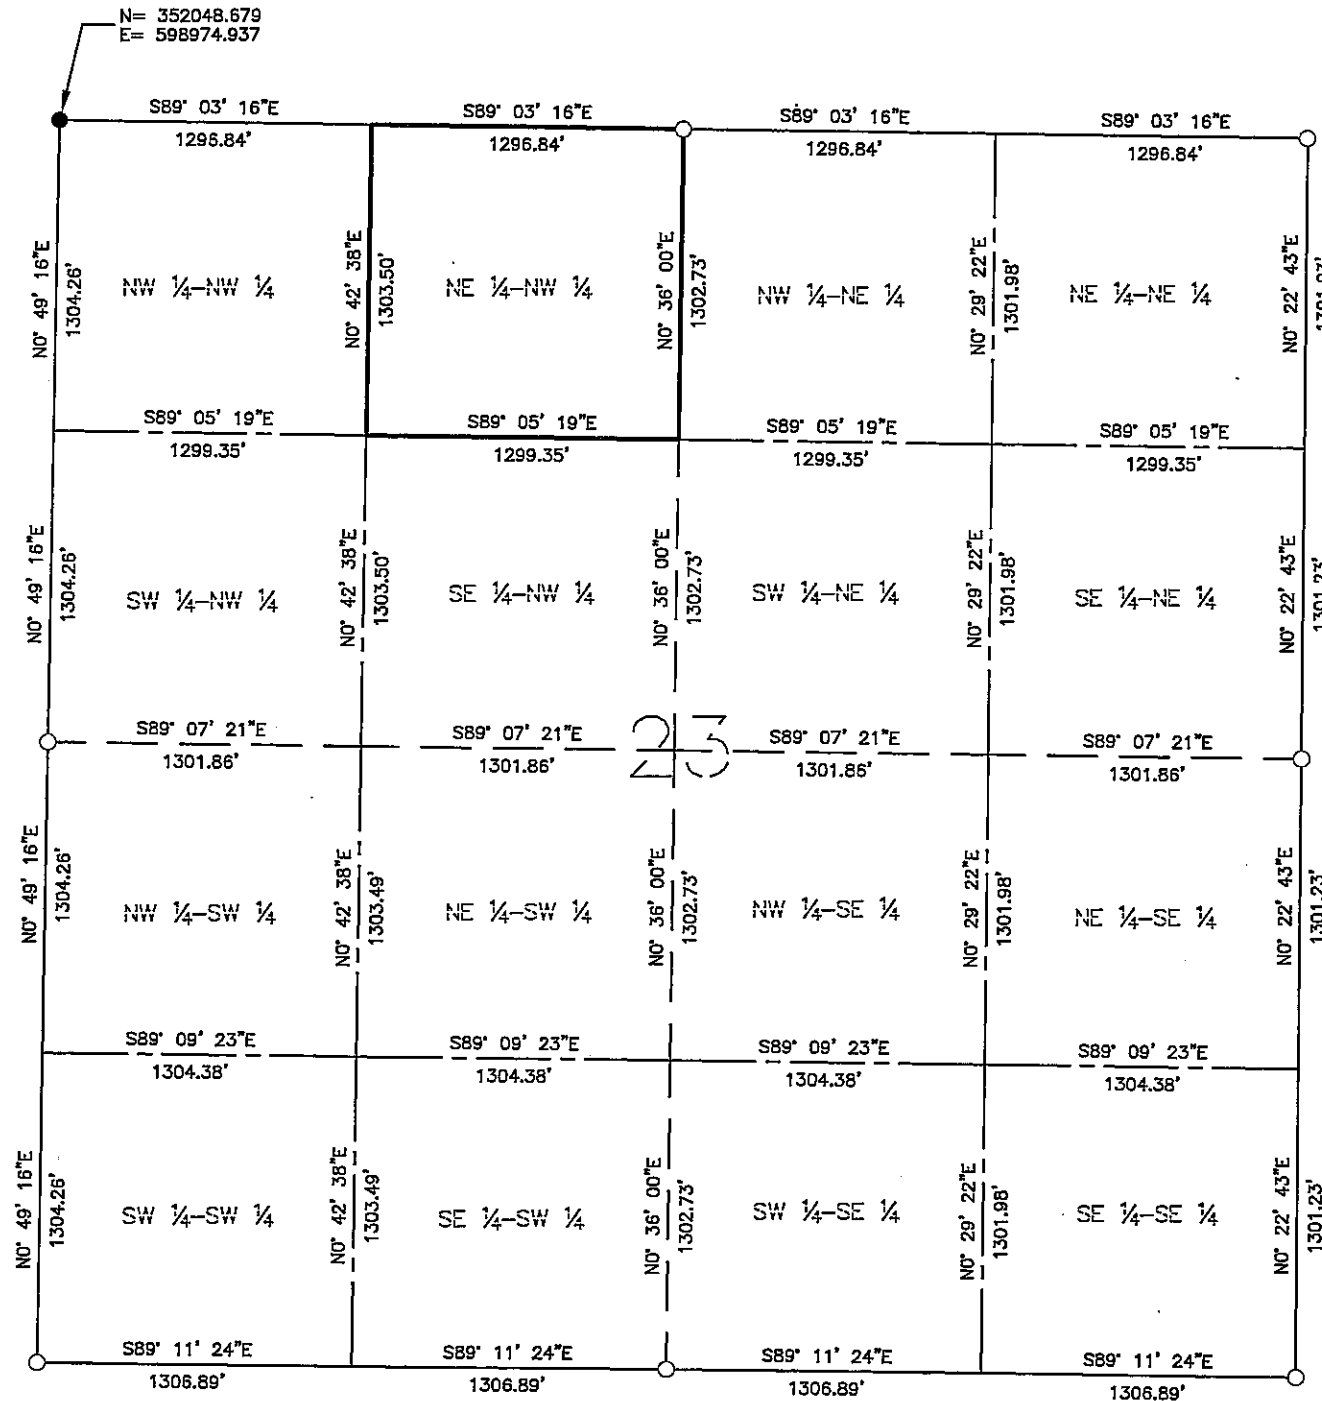 N= 352048.679
E= 598974.937
S89° 03' 16"E
1296.84'
S89° 03' 16"E
1296.84'
S89° 03' 16"E
1296.84'
S89° 03' 16"E
1296.84'
N0° 49' 16"E
1304.26'
NW 1/4-NW 1/4
N0° 42' 38"E
1303.50'
NE 1/4-NW 1/4
N0° 36' 00"E
1302.73'
NW 1/4-NE 1/4
N0° 29' 22"E
1301.98'
NE 1/4-NE 1/4
N0° 22' 43"E
S89° 05' 19"E
1299.35'
S89° 05' 19"E
1299.35'
S89° 05' 19"E
1299.35'
S89° 05' 19"E
1299.35'
N0° 49' 16"E
1304.26'
SW 1/4-NW 1/4
N0° 42' 38"E
1303.50'
SE 1/4-NW 1/4
N0° 36' 00"E
1302.73'
SW 1/4-NE 1/4
N0° 29' 22"E
1301.98'
SE 1/4-NE 1/4
N0° 22' 43"E
1301.23'
S89° 07' 21"E
1301.86'
S89° 07' 21"E
1301.86'
23
S89° 07' 21"E
1301.86'
S89° 07' 21"E
1301.86'
N0° 49' 16"E
1304.26'
NW 1/4-SW 1/4
N0° 42' 38"E
1303.49'
NE 1/4-SW 1/4
N0° 36' 00"E
1302.73'
NW 1/4-SE 1/4
N0° 29' 22"E
1301.98'
NE 1/4-SE 1/4
N0° 22' 43"E
1301.23'
S89° 09' 23"E
1304.38'
S89° 09' 23"E
1304.38'
S89° 09' 23"E
1304.38'
S89° 09' 23"E
1304.38'
N0° 49' 16"E
1304.26'
SW 1/4-SW 1/4
N0° 42' 38"E
1303.49'
SE 1/4-SW 1/4
N0° 36' 00"E
1302.73'
SW 1/4-SE 1/4
N0° 29' 22"E
1301.98'
SE 1/4-SE 1/4
N0° 22' 43"E
1301.23'
S89° 11' 24"E
1306.89'
S89° 11' 24"E
1306.89'
S89° 11' 24"E
1306.89'
S89° 11' 24"E
1306.89'